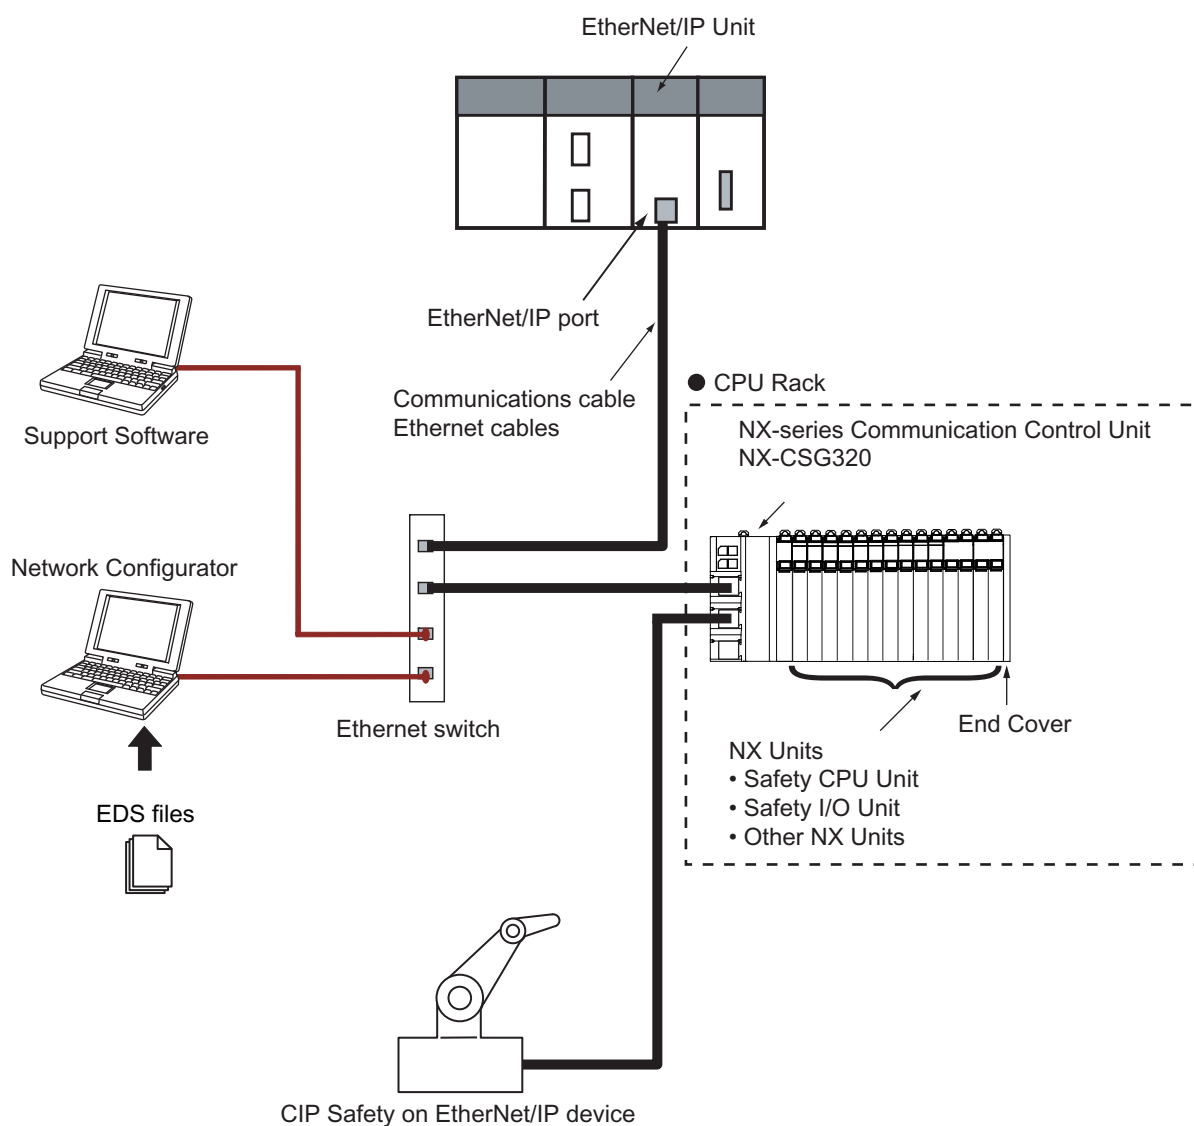 EtherNet/IP Unit
EtherNet/IP port
Communications cable
Ethernet cables
● CPU Rack
NX-series Communication Control Unit
NX-CSG320
Support Software
Network Configurator
Ethernet switch
End Cover
NX Units
• Safety CPU Unit
• Safety I/O Unit
• Other NX Units
EDS files
CIP Safety on EtherNet/IP device